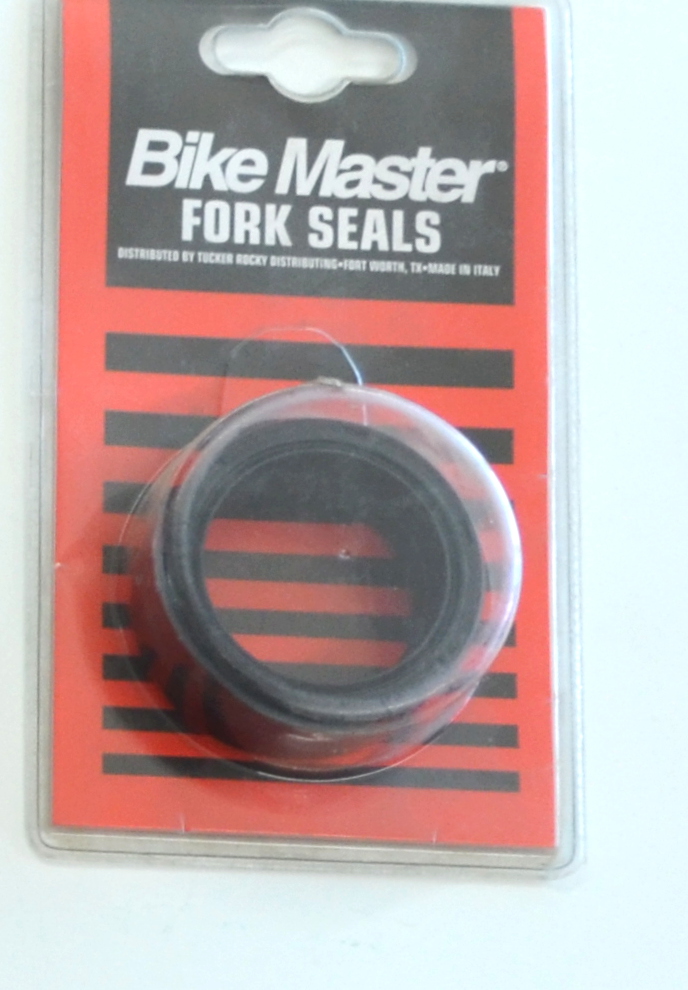 Bike Master®
FORK SEALS
DISTRIBUTED BY TUCKER ROCKY DISTRIBUTING•FORT WORTH, TX•MADE IN ITALY